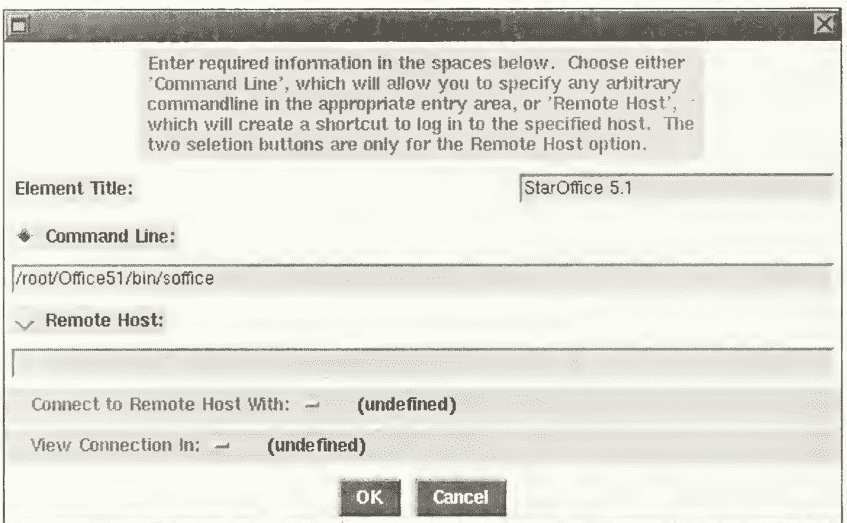 Enter required information in the spaces below. Choose either
'Command Line', which will allow you to specify any arbitrary
commandline in the appropriate entry area, or 'Remote Host',
which will create a shortcut to log in to the specified host. The
two seletion buttons are only for the Remote Host option.
Element Title: StarOffice 5.1
Command Line:
/root/Office51/bin/soffice
Remote Host:
Connect to Remote Host With: (undefined)
View Connection In: (undefined)
OK Cancel